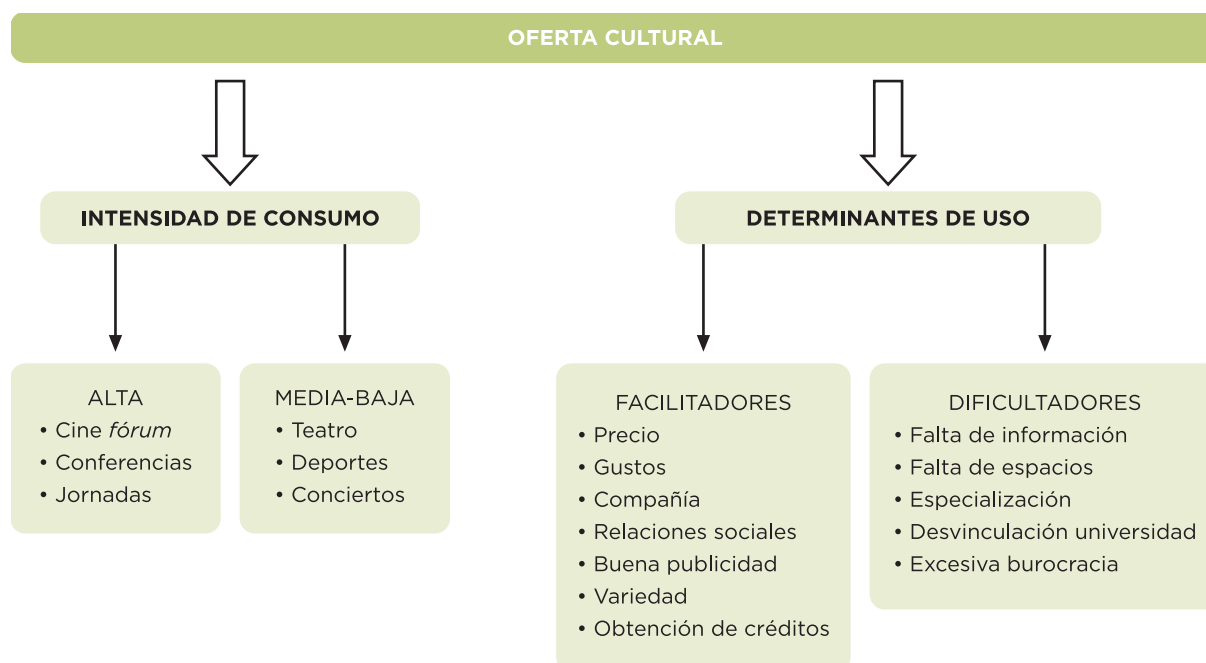 OFERTA CULTURAL
INTENSIDAD DE CONSUMO
ALTA
• Cine fórum
• Conferencias
• Jornadas
MEDIA-BAJA
• Teatro
• Deportes
• Conciertos
DETERMINANTES DE USO
FACILITADORES
• Precio
• Gustos
• Compañía
• Relaciones sociales
• Buena publicidad
• Variedad
• Obtención de créditos
DIFICULTADORES
• Falta de información
• Falta de espacios
• Especialización
• Desvinculación universidad
• Excesiva burocracia